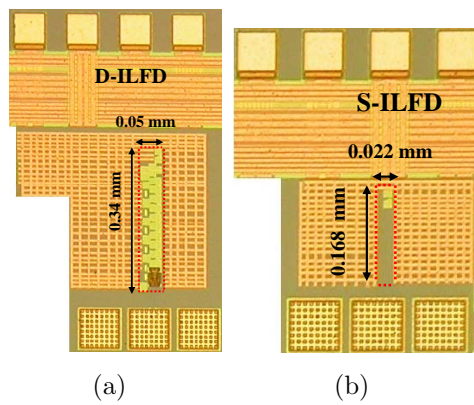 D-ILFD
0.05 mm
0.34 mm
(a)
S-ILFD
0.022 mm
0.168 mm
(b)